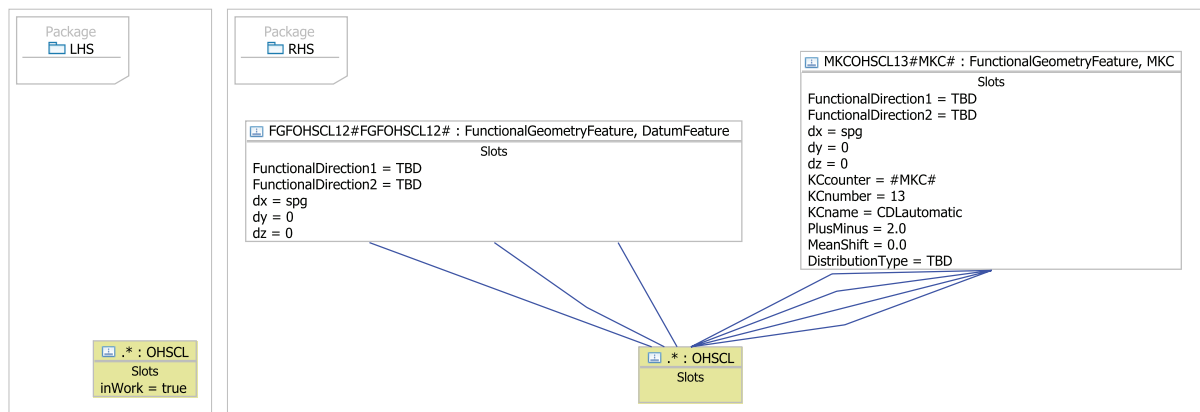 Package
LHS
.* : OHSCL
Slots
inWork = true
Package
RHS
FGFOHSCL12#FGFOHSCL12# : FunctionalGeometryFeature, DatumFeature
Slots
FunctionalDirection1 = TBD
FunctionalDirection2 = TBD
dx = spg
dy = 0
dz = 0
MKCOHSCL13#MKC# : FunctionalGeometryFeature, MKC
Slots
FunctionalDirection1 = TBD
FunctionalDirection2 = TBD
dx = spg
dy = 0
dz = 0
KCcounter = #MKC#
KCnumber = 13
KCname = CDLautomatic
PlusMinus = 2.0
MeanShift = 0.0
DistributionType = TBD
.* : OHSCL
Slots